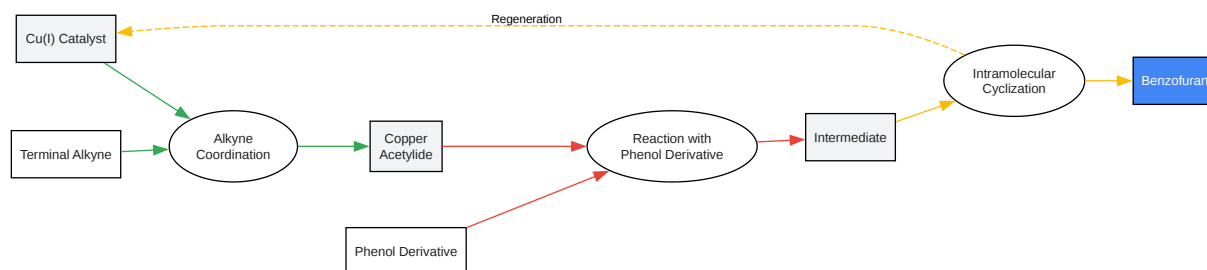 Regeneration
Cu(I) Catalyst
Intramolecular
Cyclization
Benzofuran
Alkyne
Coordination
Copper
Acetylide
Reaction with
Phenol Derivative
Intermediate
Terminal Alkyne
Phenol Derivative